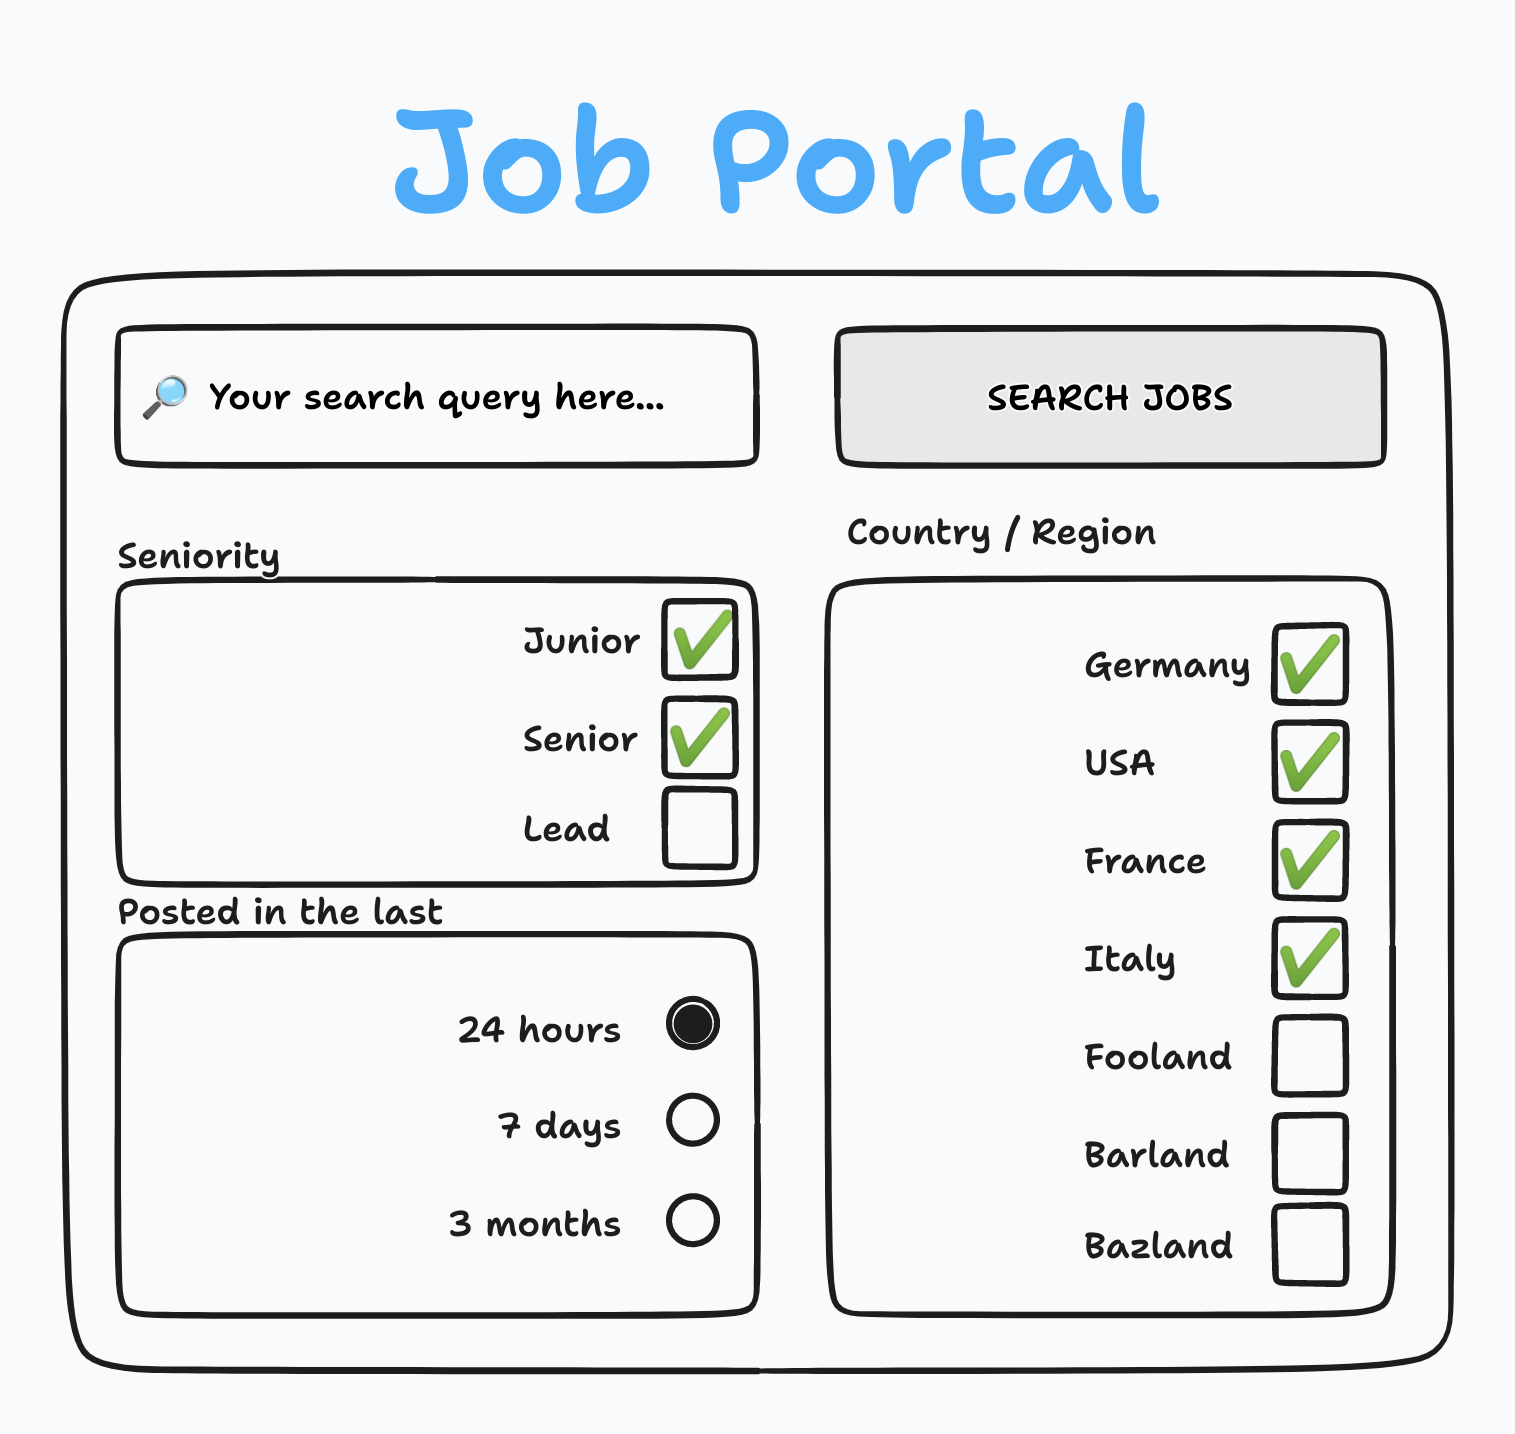 Job Portal
🔎 Your search query here...
SEARCH JOBS
Seniority
Junior
Senior
Lead
Posted in the last
24 hours
7 days
3 months
Country / Region
Germany
USA
France
Italy
Fooland
Barland
Bazland